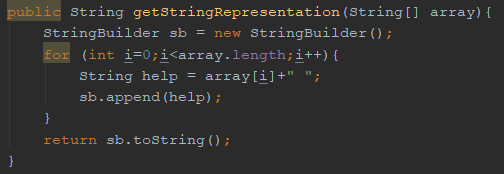 public String getStringRepresentation(String[] array){
    StringBuilder sb = new StringBuilder();
    for (int i=0;i<array.length;i++){
        String help = array[i]+" ";
        sb.append(help);
    }
    return sb.toString();
}